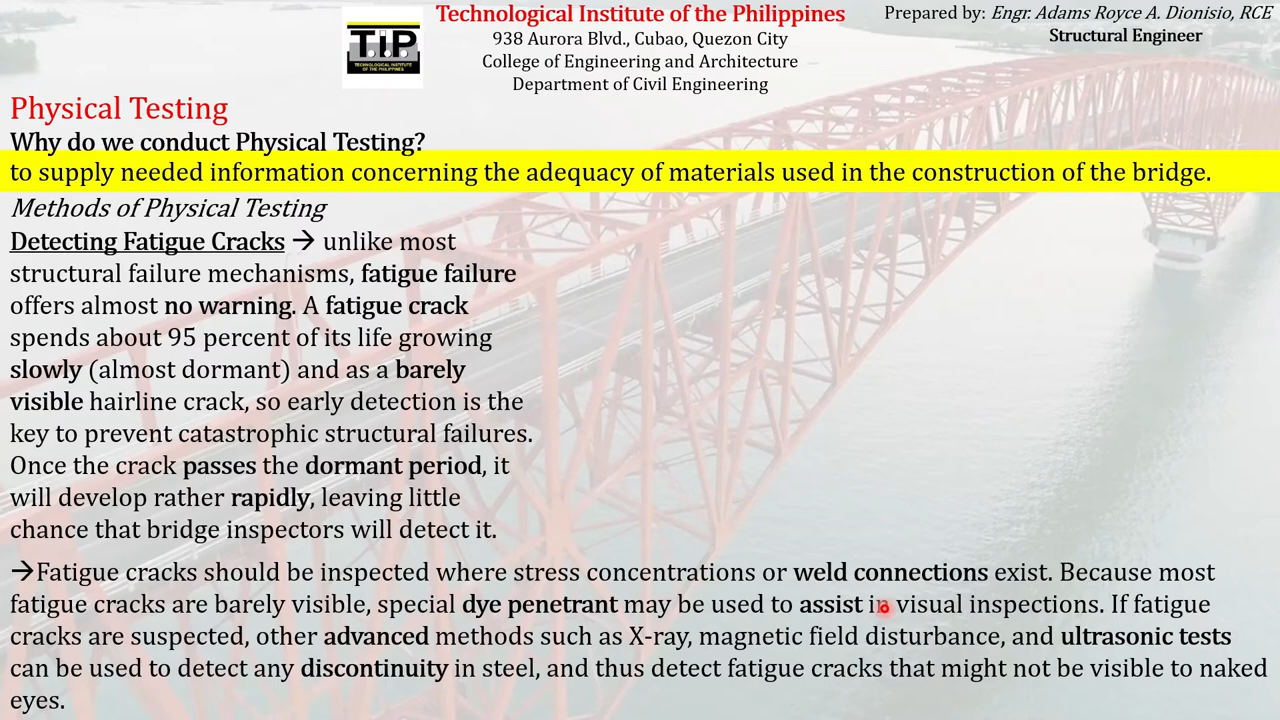 Technological Institute of the Philippines
938 Aurora Blvd., Cubao, Quezon City
College of Engineering and Architecture
Department of Civil Engineering
Prepared by: Engr. Adams Royce A. Dionisio, RCE
Structural Engineer
TiP
TECHNOLOGICAL INSTITUTE
OF THE PHILIPPINES
Physical Testing
Why do we conduct Physical Testing?
to supply needed information concerning the adequacy of materials used in the construction of the bridge.
Methods of Physical Testing
Detecting Fatigue Cracks → unlike most
structural failure mechanisms, fatigue failure
offers almost no warning. A fatigue crack
spends about 95 percent of its life growing
slowly (almost dormant) and as a barely
visible hairline crack, so early detection is the
key to prevent catastrophic structural failures.
Once the crack passes the dormant period, it
will develop rather rapidly, leaving little
chance that bridge inspectors will detect it.
→Fatigue cracks should be inspected where stress concentrations or weld connections exist. Because most
fatigue cracks are barely visible, special dye penetrant may be used to assist in visual inspections. If fatigue
cracks are suspected, other advanced methods such as X-ray, magnetic field disturbance, and ultrasonic tests
can be used to detect any discontinuity in steel, and thus detect fatigue cracks that might not be visible to naked
eyes.